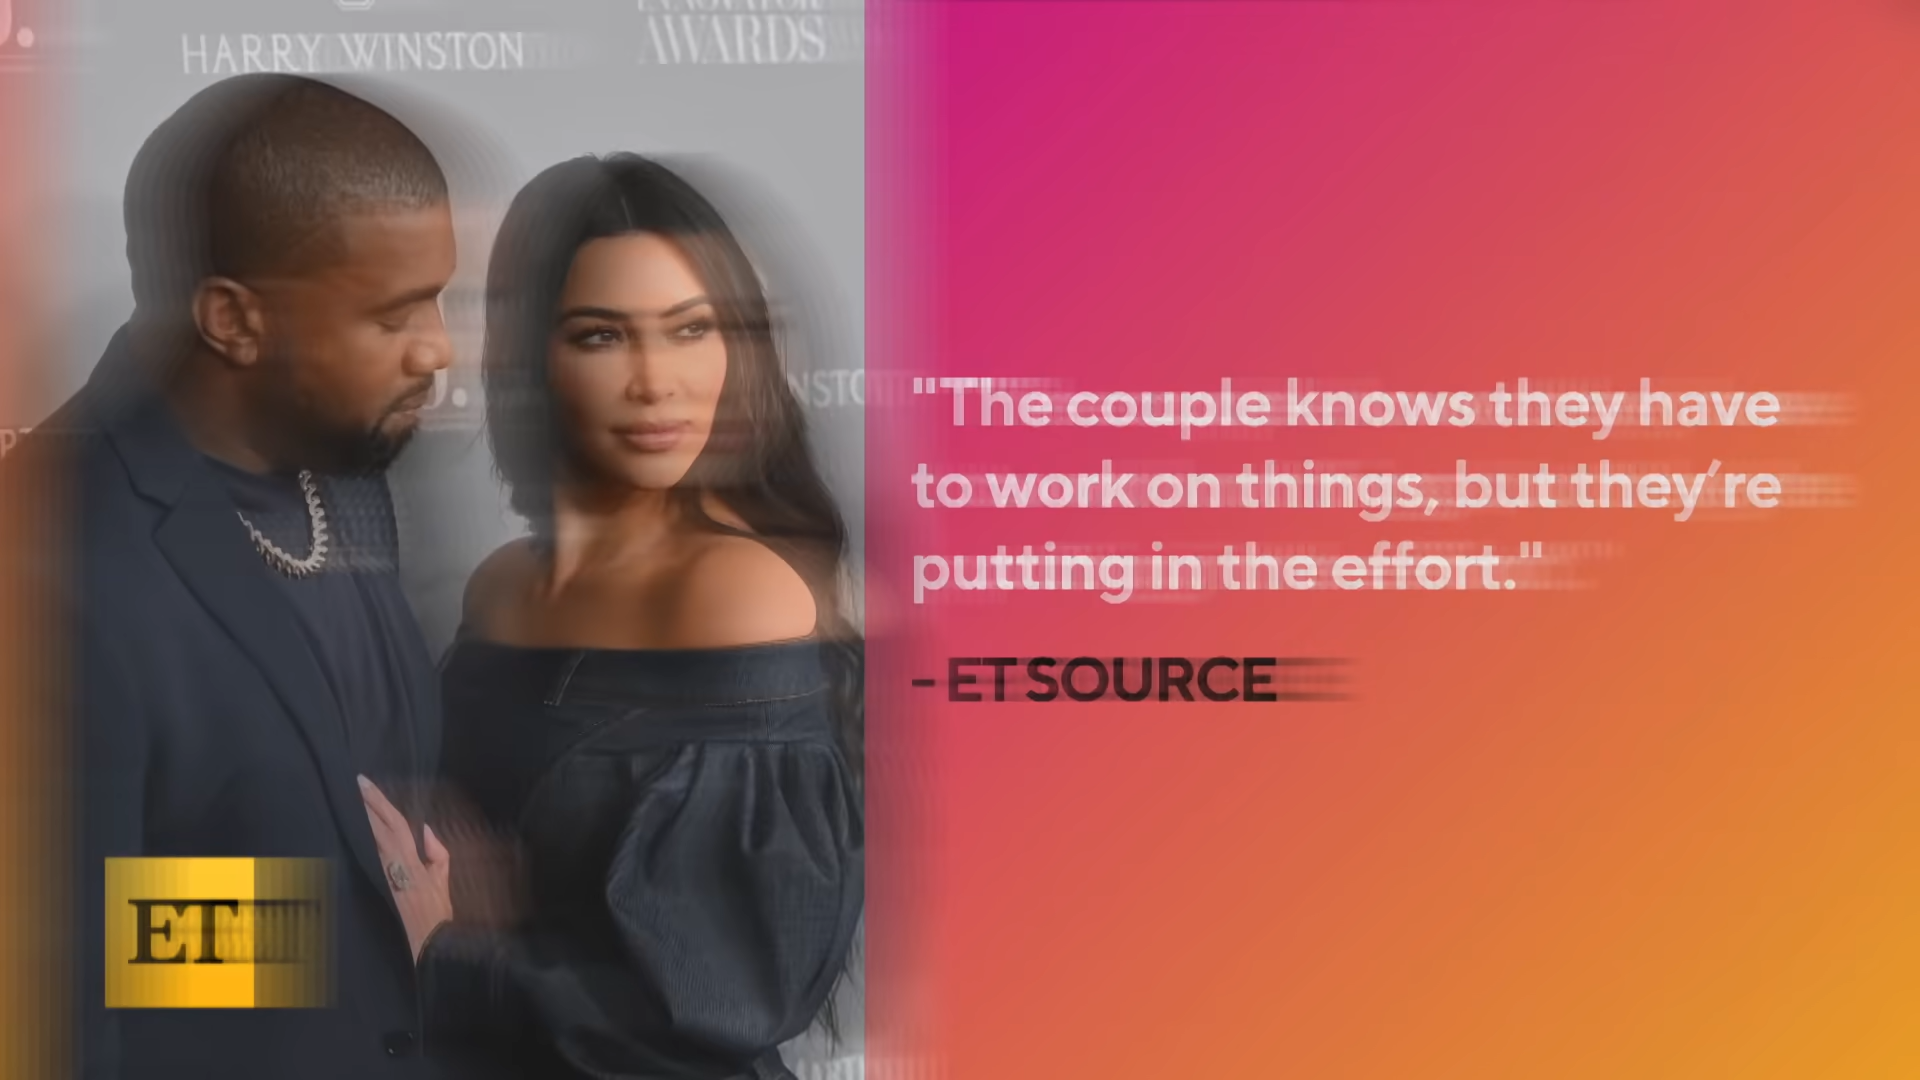 HARRY WINSTON
AWARDS
"The couple knows they have
to work on things, but they're
putting in the effort."
- ET SOURCE
ET